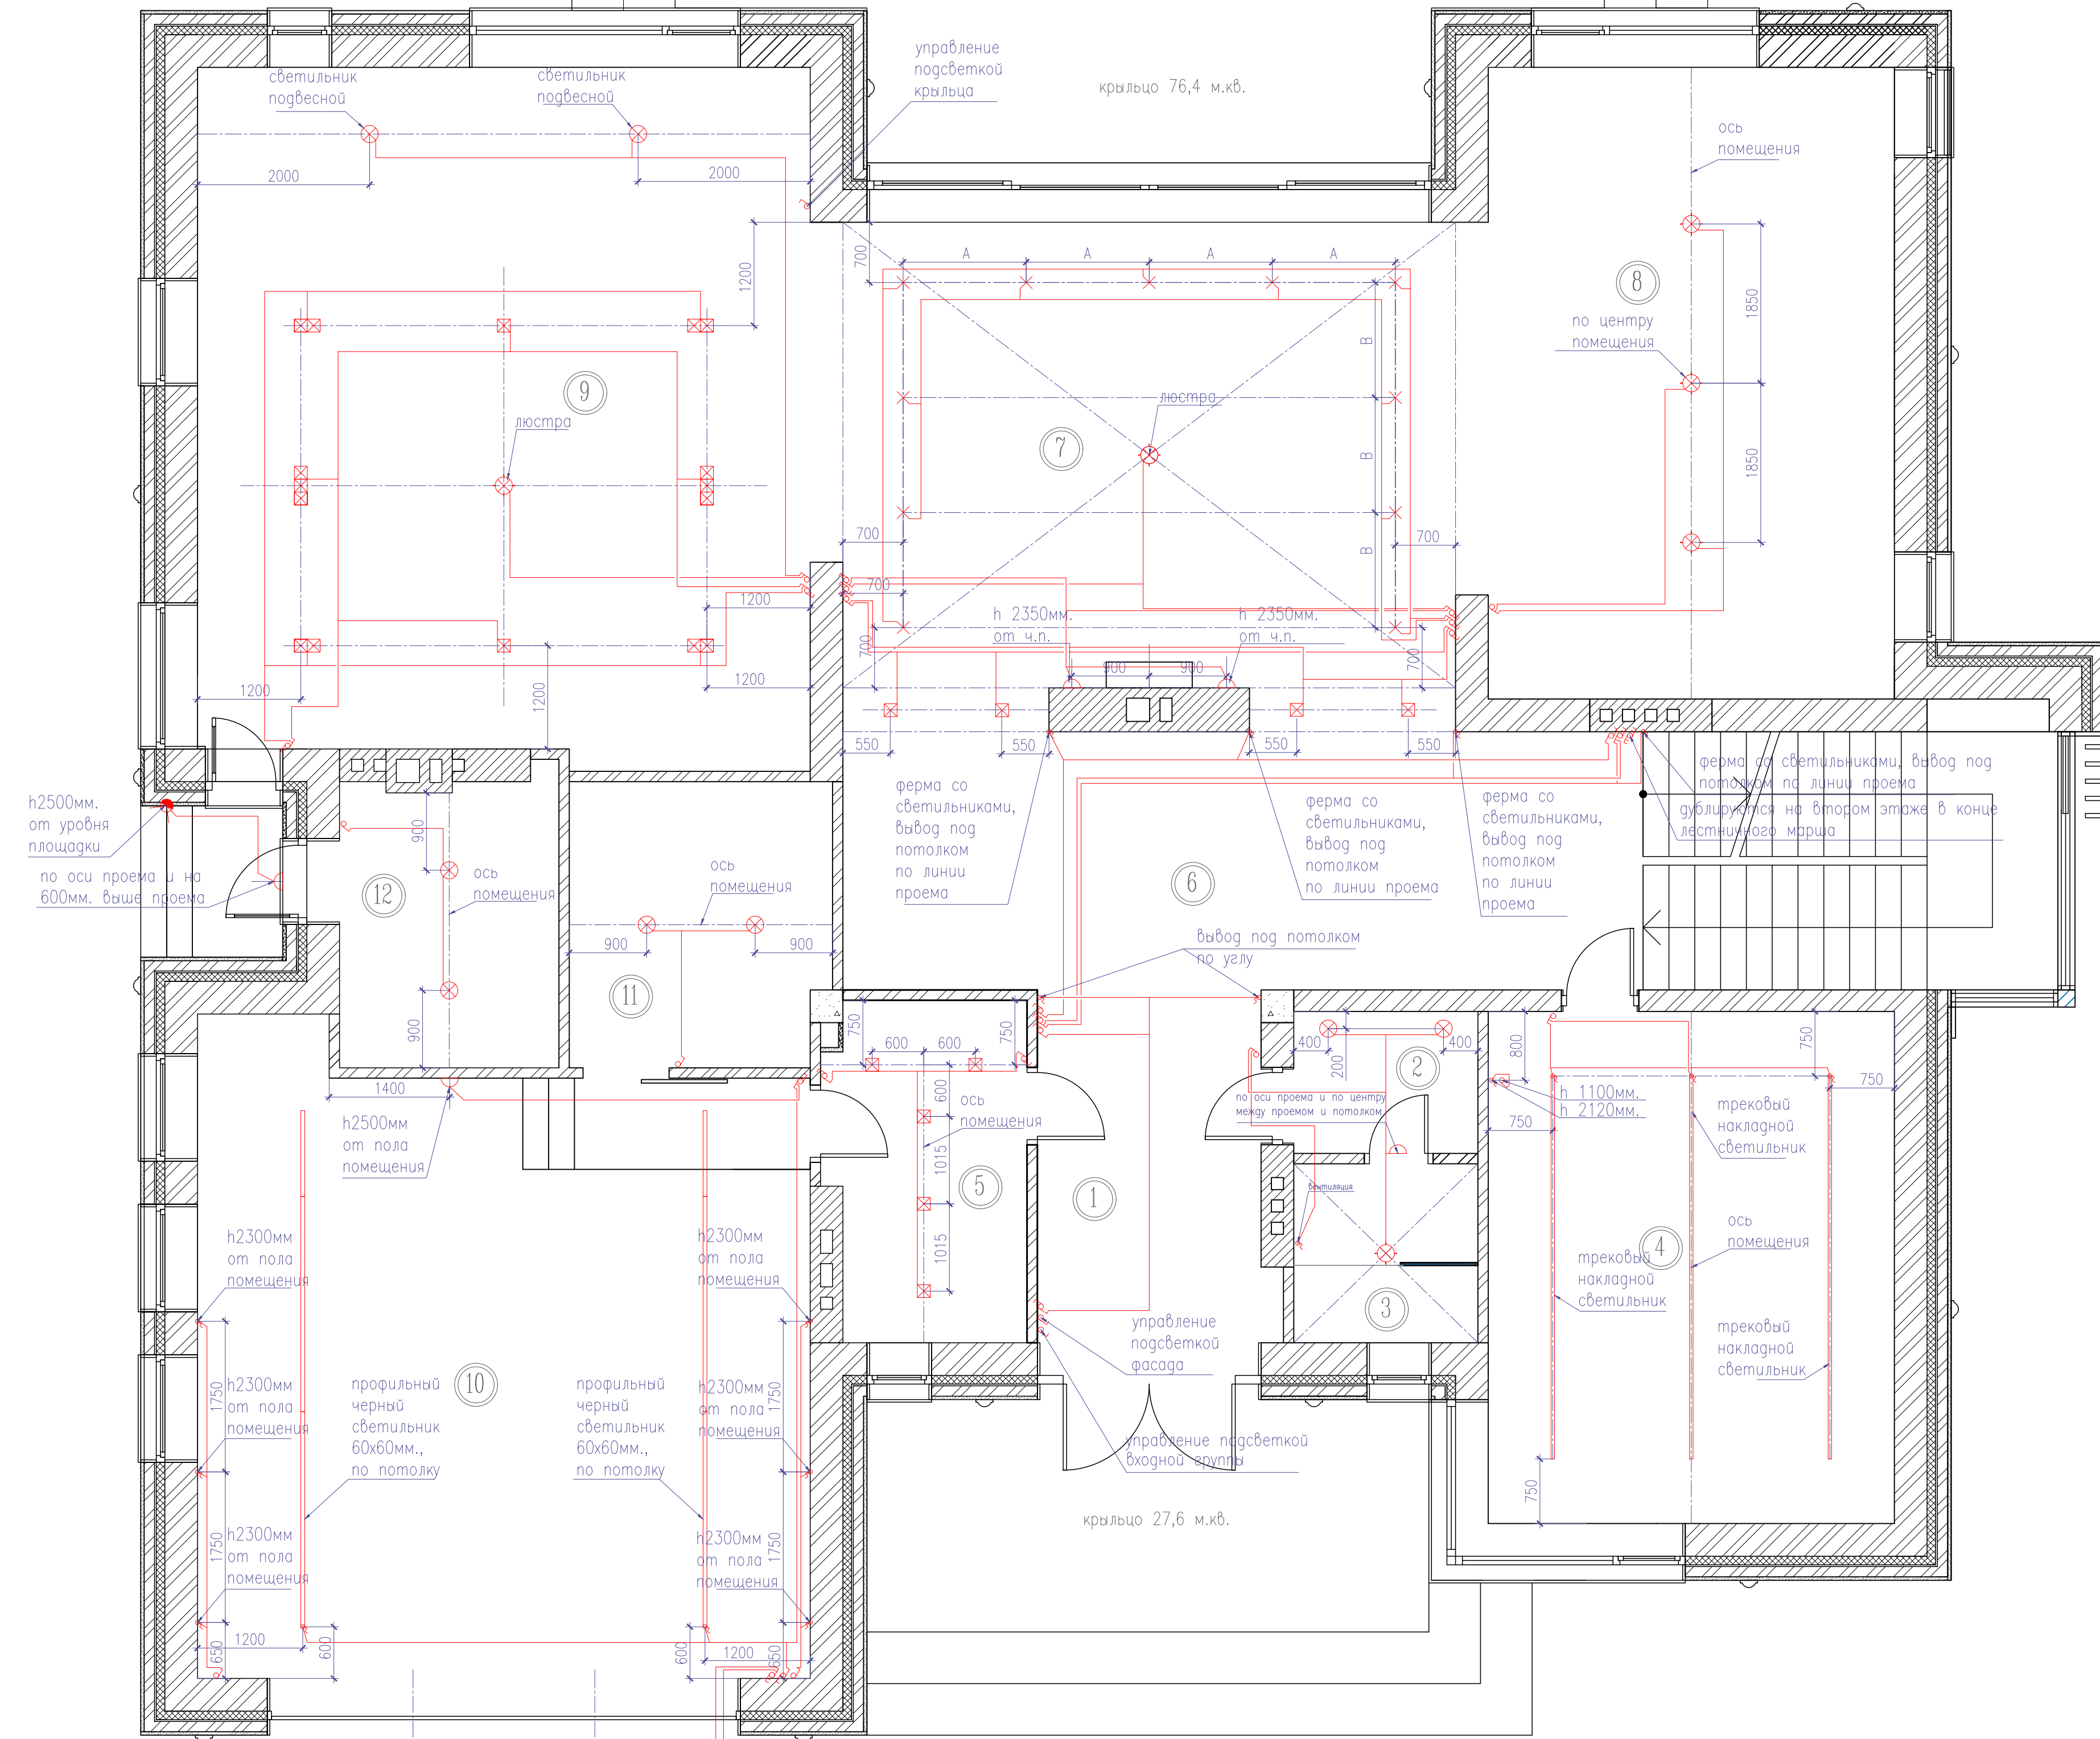 светильник
подвесной
светильник
подвесной
управление
подсветкой
крыльца
крыльцо 76,4 м.кв.
ось
помещения
2000
2000
1200
700
А
А
А
А
8
1850
по центру
помещения
В
9
люстра
люстра
7
В
1850
700
700
В
1200
700
h 2350мм.
от ч.п.
h 2350мм.
от ч.п.
700
700
900
900
1200
1200
1200
550
550
550
550
ферма со светильниками, вывод под
потолком по линии проема
дублируются на втором этаже в конце
лестничного марша
h2500мм.
от уровня
площадки
по оси проема и на
600мм. выше проема
900
12
ось
помещения
900
ось
помещения
900
900
11
ферма со
светильниками,
вывод под
потолком
по линии
проема
ферма со
светильниками,
вывод под
потолком
по линии проема
ферма со
светильниками,
вывод под
потолком
по линии
проема
6
вывод под потолком
по углу
1400
h2500мм
от пола
помещения
750
750
600
600
600
ось
помещения
1015
1015
5
1
400
400
200
2
по оси проема и по центру
между проемом и потолком
вентиляция
3
800
750
750
h 1100мм.
h 2120мм.
750
трековый
накладной
светильник
ось
помещения
4
трековый
накладной
светильник
трековый
накладной
светильник
750
h2300мм
от пола
помещения
h2300мм
от пола
помещения
управление
подсветкой
фасада
10
1750
h2300мм
от пола
помещения
профильный
черный
светильник
60х60мм.,
по потолку
профильный
черный
светильник
60х60мм.,
по потолку
h2300мм
от пола
помещения
1750
управление подсветкой
входной группы
крыльцо 27,6 м.кв.
1750
h2300мм
от пола
помещения
h2300мм
от пола
помещения
1750
650
1200
600
600
1200
650